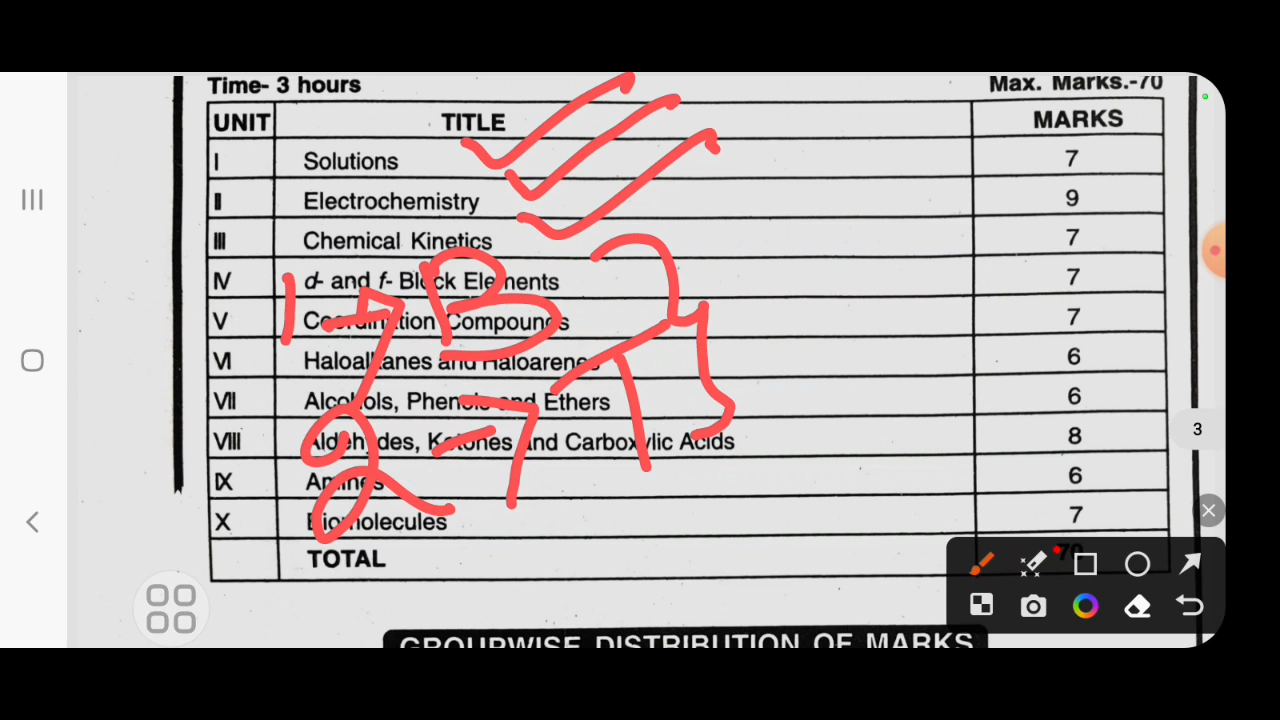 Time- 3 hours Max. Marks.-70
UNIT TITLE MARKS
I Solutions 7
II Electrochemistry 9
III Chemical Kinetics 7
IV d- and f- Block Elements 7
V Coordination Compounds 7
VI Haloalkanes and Haloarenes 6
VII Alcohols, Phenols and Ethers 6
VIII Aldehydes, Ketones and Carboxylic Acids 8
IX Amines 6
X Biomolecules 7
TOTAL 70
GROUPWISE DISTRIBUTION OF MARKS
3